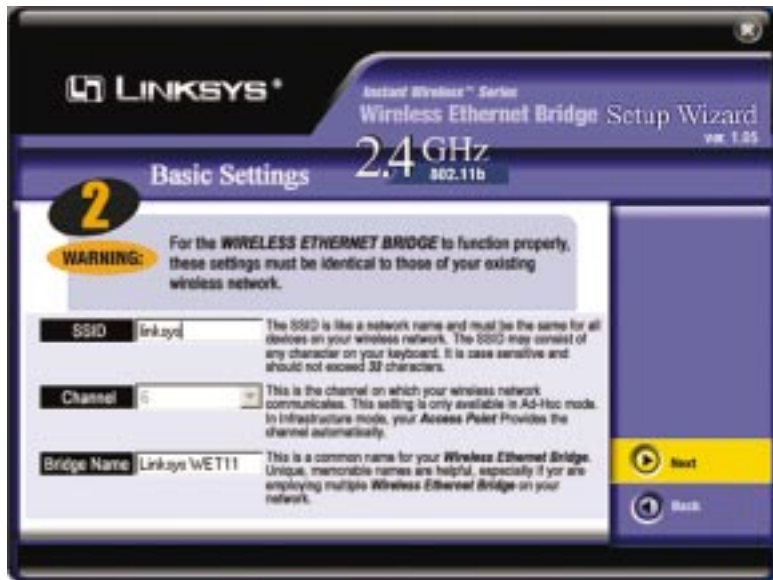 LINKSYS®
Instant Wireless™ Series
Wireless Ethernet Bridge Setup Wizard
ver. 1.05
2.4 GHz
802.11b
Basic Settings
2
WARNING:
For the WIRELESS ETHERNET BRIDGE to function properly,
these settings must be identical to those of your existing
wireless network.
SSID
linksys
The SSID is like a network name and must be the same for all
devices on your wireless network. The SSID may consist of
any character on your keyboard. It is case sensitive and
should not exceed 32 characters.
Channel
6
This is the channel on which your wireless network
communicates. This setting is only available in Ad-Hoc mode.
In Infrastructure mode, your Access Point Provides the
channel automatically.
Bridge Name
Linksys WET11
This is a common name for your Wireless Ethernet Bridge.
Unique, memorable names are helpful, especially if yor are
employing multiple Wireless Ethernet Bridge on your
network.
Next
Back